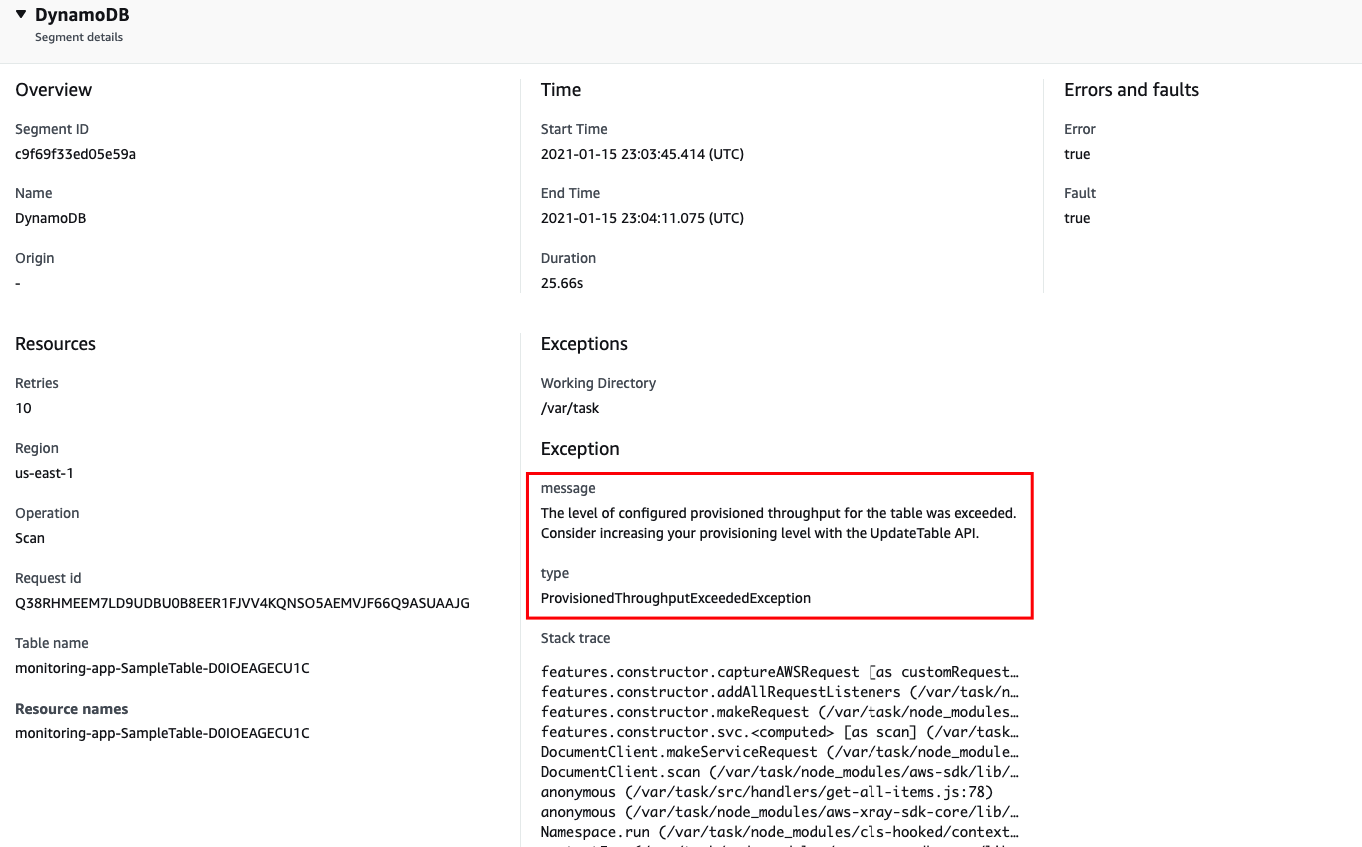 ▼ DynamoDB
Segment details
Overview
Segment ID
c9f69f33ed05e59a
Name
DynamoDB
Origin
-
Time
Start Time
2021-01-15 23:03:45.414 (UTC)
End Time
2021-01-15 23:04:11.075 (UTC)
Duration
25.66s
Errors and faults
Error
true
Fault
true
Resources
Retries
10
Region
us-east-1
Operation
Scan
Request id
Q38RHMEEM7LD9UDBU0B8EER1FJVV4KQNSO5AEMVJF66Q9ASUAAJG
Table name
monitoring-app-SampleTable-D0IOEAGECU1C
Resource names
monitoring-app-SampleTable-D0IOEAGECU1C
Exceptions
Working Directory
/var/task
Exception
message
The level of configured provisioned throughput for the table was exceeded.
Consider increasing your provisioning level with the UpdateTable API.
type
ProvisionedThroughputExceededException
Stack trace
features.constructor.captureAWSRequest [as customRequest…
features.constructor.addAllRequestListeners (/var/task/n…
features.constructor.makeRequest (/var/task/node_modules…
features.constructor.svc.<computed> [as scan] (/var/task…
DocumentClient.makeServiceRequest (/var/task/node_module…
DocumentClient.scan (/var/task/node_modules/aws-sdk/lib/…
anonymous (/var/task/src/handlers/get-all-items.js:78)
anonymous (/var/task/node_modules/aws-xray-sdk-core/lib/…
Namespace.run (/var/task/node_modules/cls-hooked/context…